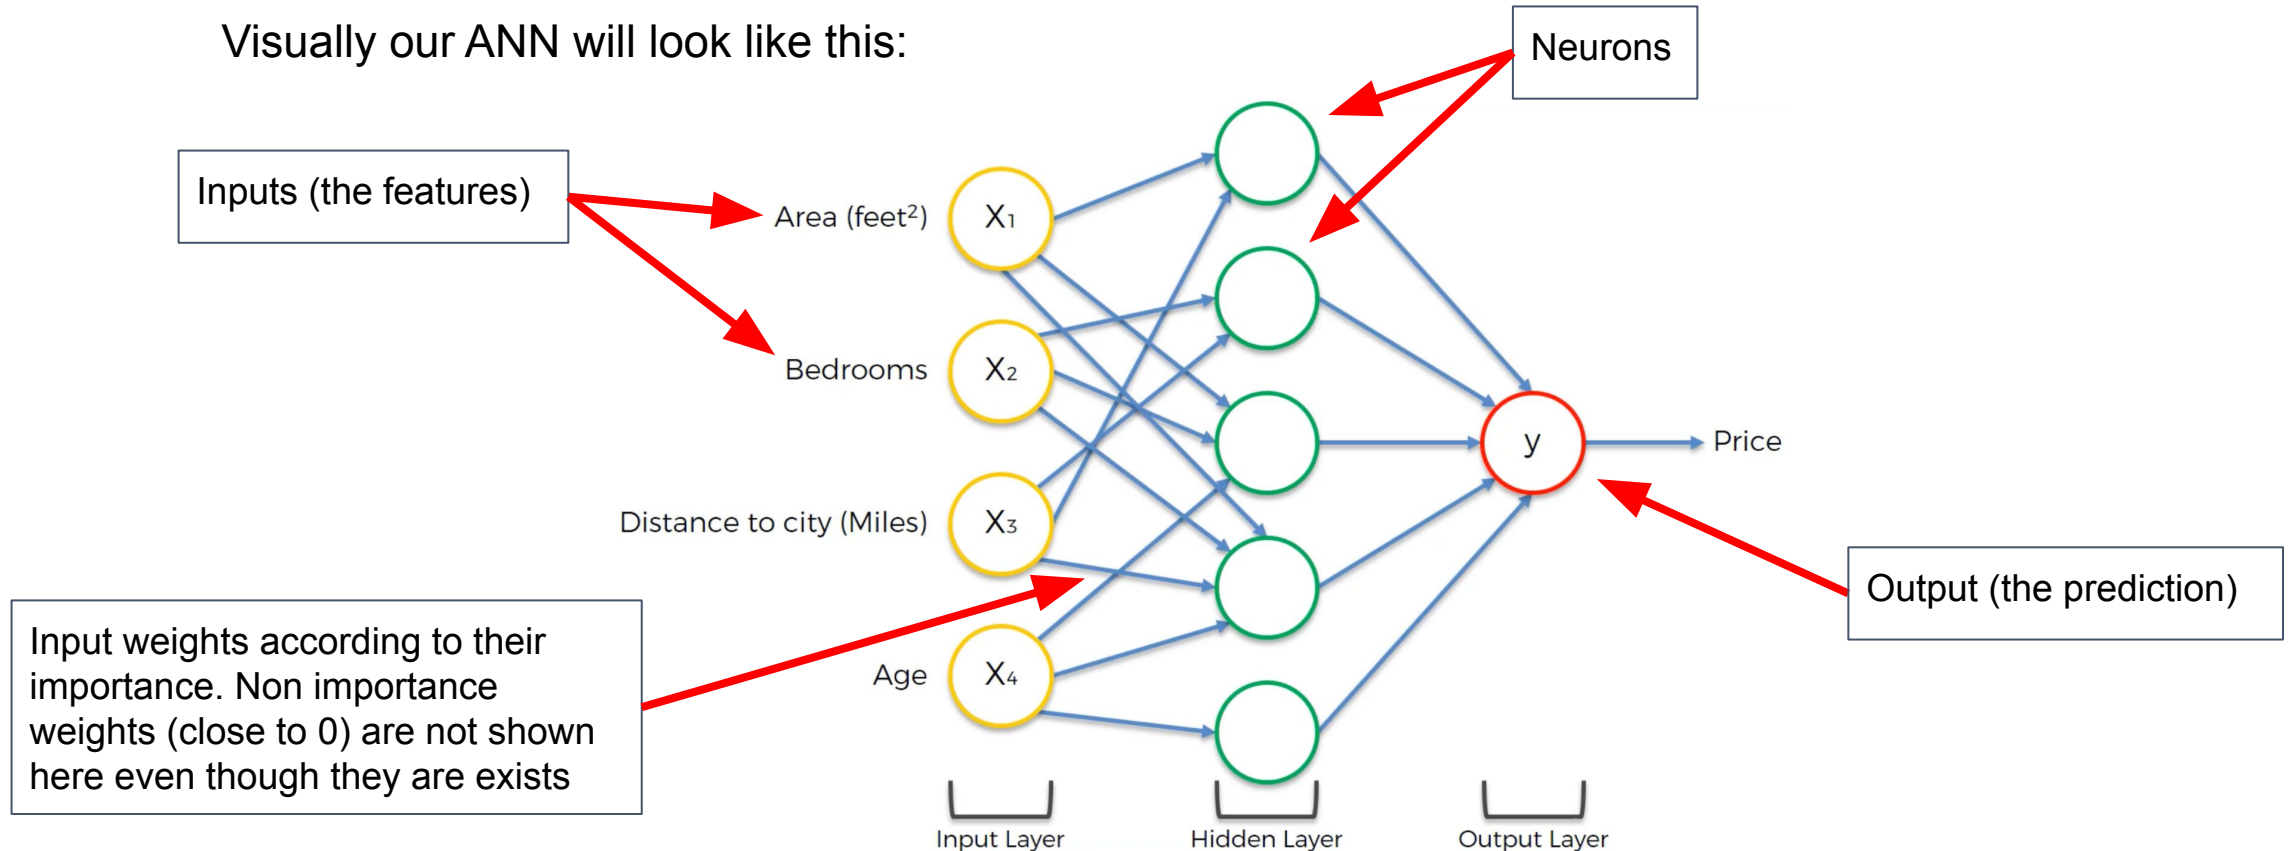 Visually our ANN will look like this:
Neurons
Inputs (the features)
Area (feet²)
X₁
Bedrooms
X₂
y
Price
Distance to city (Miles)
X₃
Output (the prediction)
Input weights according to their
importance. Non importance
weights (close to 0) are not shown
here even though they are exists
Age
X₄
Input Layer
Hidden Layer
Output Layer